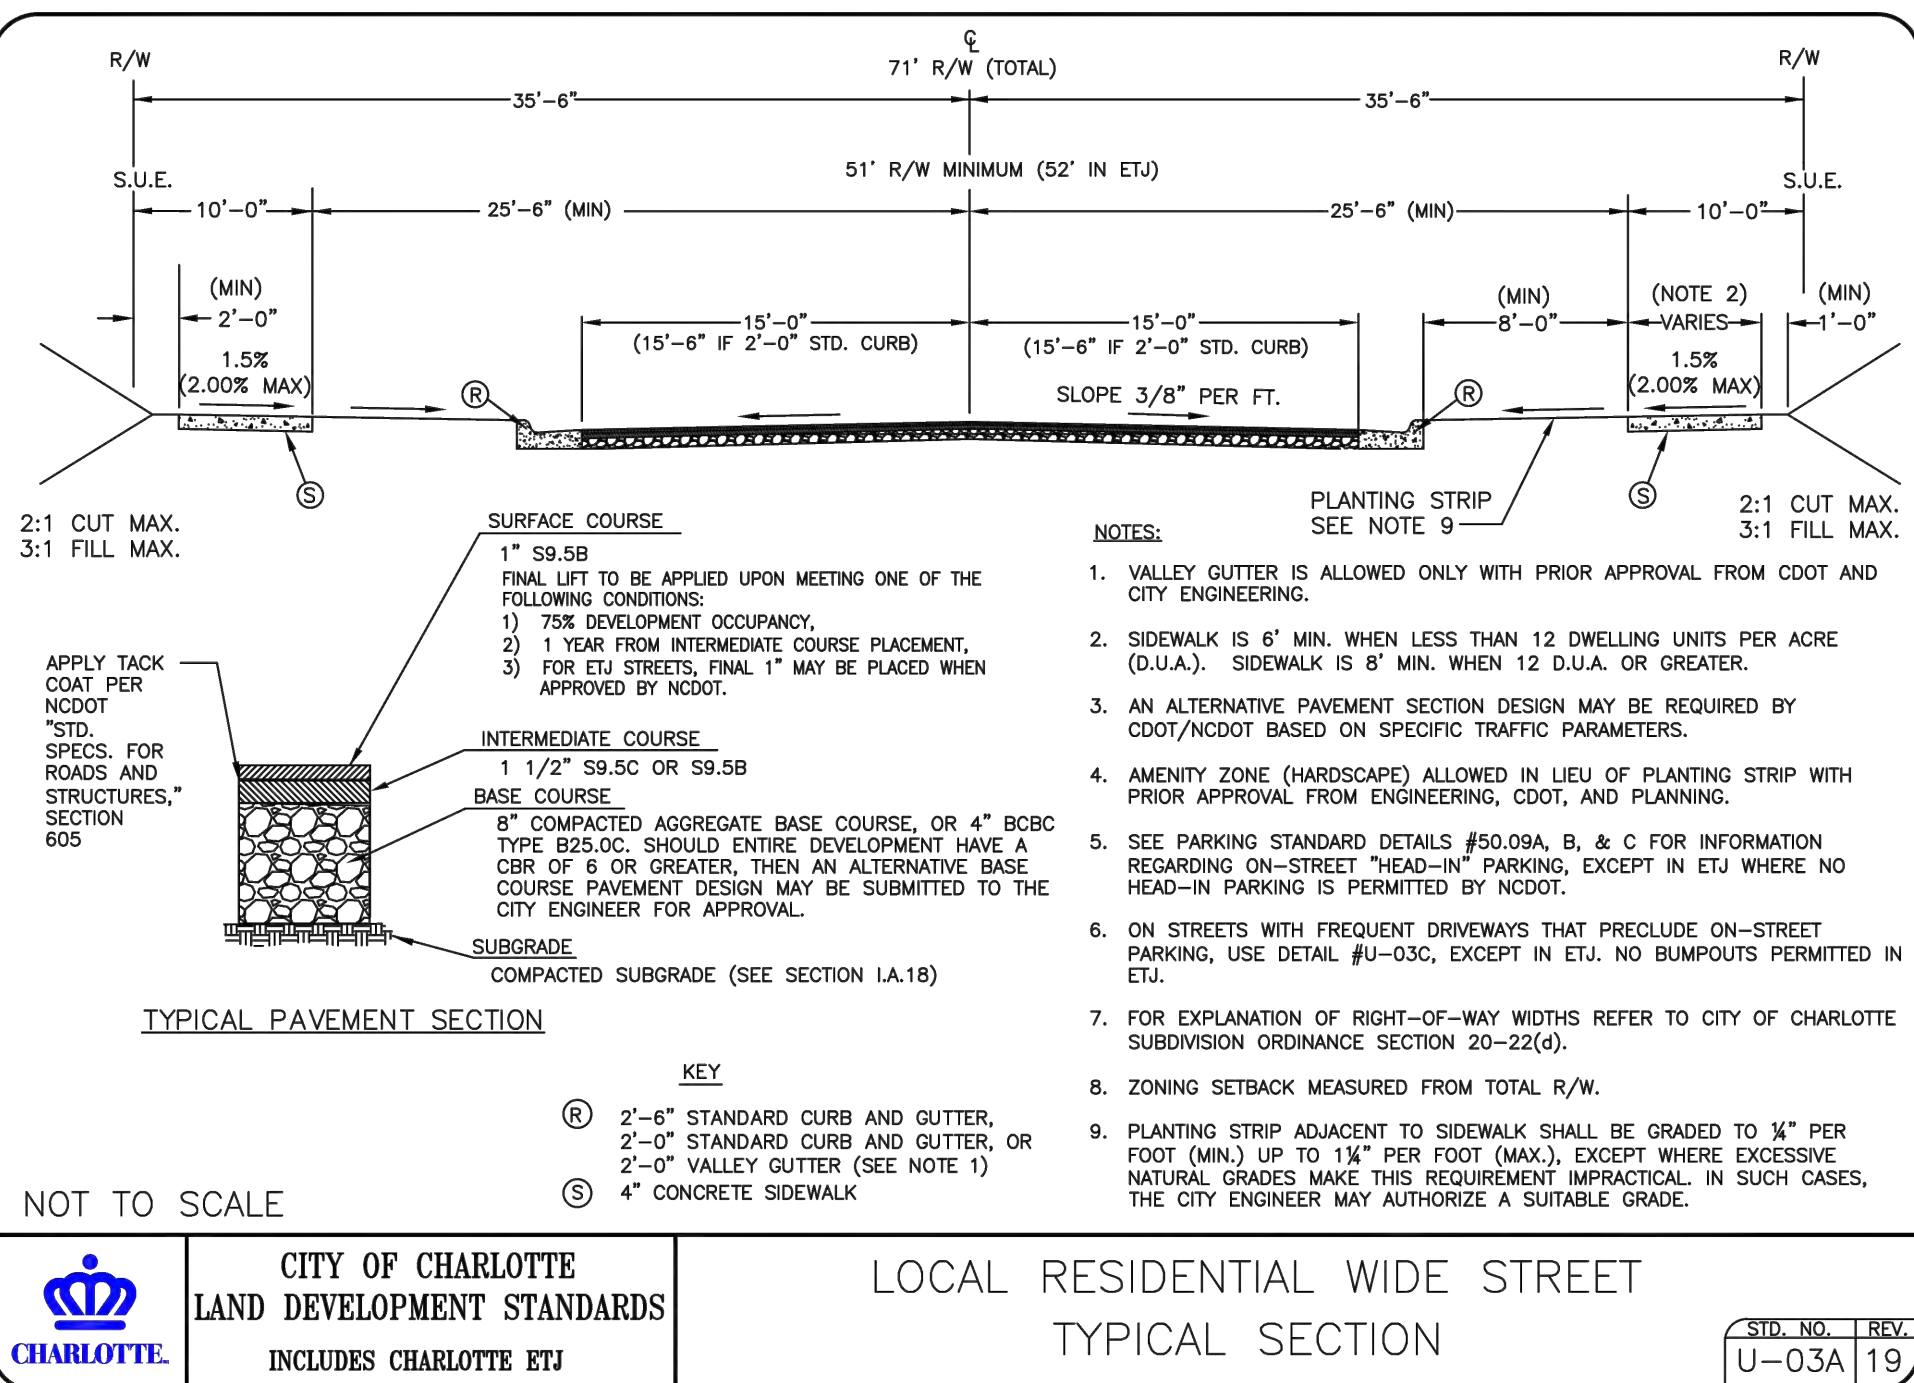 ℄
R/W
71' R/W (TOTAL)
R/W
35'-6"
35'-6"
51' R/W MINIMUM (52' IN ETJ)
S.U.E.
S.U.E.
10'-0"
25'-6" (MIN)
25'-6" (MIN)
10'-0"
(MIN)
2'-0"
15'-0"
(15'-6" IF 2'-0" STD. CURB)
15'-0"
(15'-6" IF 2'-0" STD. CURB)
(MIN)
8'-0"
(NOTE 2)
VARIES
(MIN)
1'-0"
1.5%
(2.00% MAX)
R
SLOPE 3/8" PER FT.
R
1.5%
(2.00% MAX)
S
S
2:1 CUT MAX.
3:1 FILL MAX.
PLANTING STRIP
SEE NOTE 9
2:1 CUT MAX.
3:1 FILL MAX.
SURFACE COURSE
1" S9.5B
FINAL LIFT TO BE APPLIED UPON MEETING ONE OF THE
FOLLOWING CONDITIONS:
1) 75% DEVELOPMENT OCCUPANCY,
2) 1 YEAR FROM INTERMEDIATE COURSE PLACEMENT,
3) FOR ETJ STREETS, FINAL 1" MAY BE PLACED WHEN
APPROVED BY NCDOT.
APPLY TACK
COAT PER
NCDOT
"STD.
SPECS. FOR
ROADS AND
STRUCTURES,"
SECTION
605
INTERMEDIATE COURSE
1 1/2" S9.5C OR S9.5B
BASE COURSE
8" COMPACTED AGGREGATE BASE COURSE, OR 4" BCBC
TYPE B25.0C. SHOULD ENTIRE DEVELOPMENT HAVE A
CBR OF 6 OR GREATER, THEN AN ALTERNATIVE BASE
COURSE PAVEMENT DESIGN MAY BE SUBMITTED TO THE
CITY ENGINEER FOR APPROVAL.
SUBGRADE
COMPACTED SUBGRADE (SEE SECTION I.A.18)
TYPICAL PAVEMENT SECTION
KEY
R 2'-6" STANDARD CURB AND GUTTER,
2'-0" STANDARD CURB AND GUTTER, OR
2'-0" VALLEY GUTTER (SEE NOTE 1)
S 4" CONCRETE SIDEWALK
NOTES:
1. VALLEY GUTTER IS ALLOWED ONLY WITH PRIOR APPROVAL FROM CDOT AND
CITY ENGINEERING.
2. SIDEWALK IS 6' MIN. WHEN LESS THAN 12 DWELLING UNITS PER ACRE
(D.U.A.). SIDEWALK IS 8' MIN. WHEN 12 D.U.A. OR GREATER.
3. AN ALTERNATIVE PAVEMENT SECTION DESIGN MAY BE REQUIRED BY
CDOT/NCDOT BASED ON SPECIFIC TRAFFIC PARAMETERS.
4. AMENITY ZONE (HARDSCAPE) ALLOWED IN LIEU OF PLANTING STRIP WITH
PRIOR APPROVAL FROM ENGINEERING, CDOT, AND PLANNING.
5. SEE PARKING STANDARD DETAILS #50.09A, B, & C FOR INFORMATION
REGARDING ON-STREET "HEAD-IN" PARKING, EXCEPT IN ETJ WHERE NO
HEAD-IN PARKING IS PERMITTED BY NCDOT.
6. ON STREETS WITH FREQUENT DRIVEWAYS THAT PRECLUDE ON-STREET
PARKING, USE DETAIL #U-03C, EXCEPT IN ETJ. NO BUMPOUTS PERMITTED IN
ETJ.
7. FOR EXPLANATION OF RIGHT-OF-WAY WIDTHS REFER TO CITY OF CHARLOTTE
SUBDIVISION ORDINANCE SECTION 20-22(d).
8. ZONING SETBACK MEASURED FROM TOTAL R/W.
9. PLANTING STRIP ADJACENT TO SIDEWALK SHALL BE GRADED TO ¼" PER
FOOT (MIN.) UP TO 1¼" PER FOOT (MAX.), EXCEPT WHERE EXCESSIVE
NATURAL GRADES MAKE THIS REQUIREMENT IMPRACTICAL. IN SUCH CASES,
THE CITY ENGINEER MAY AUTHORIZE A SUITABLE GRADE.
NOT TO SCALE
CHARLOTTE
CITY OF CHARLOTTE
LAND DEVELOPMENT STANDARDS
INCLUDES CHARLOTTE ETJ
LOCAL RESIDENTIAL WIDE STREET
TYPICAL SECTION
STD. NO. REV.
U-03A 19